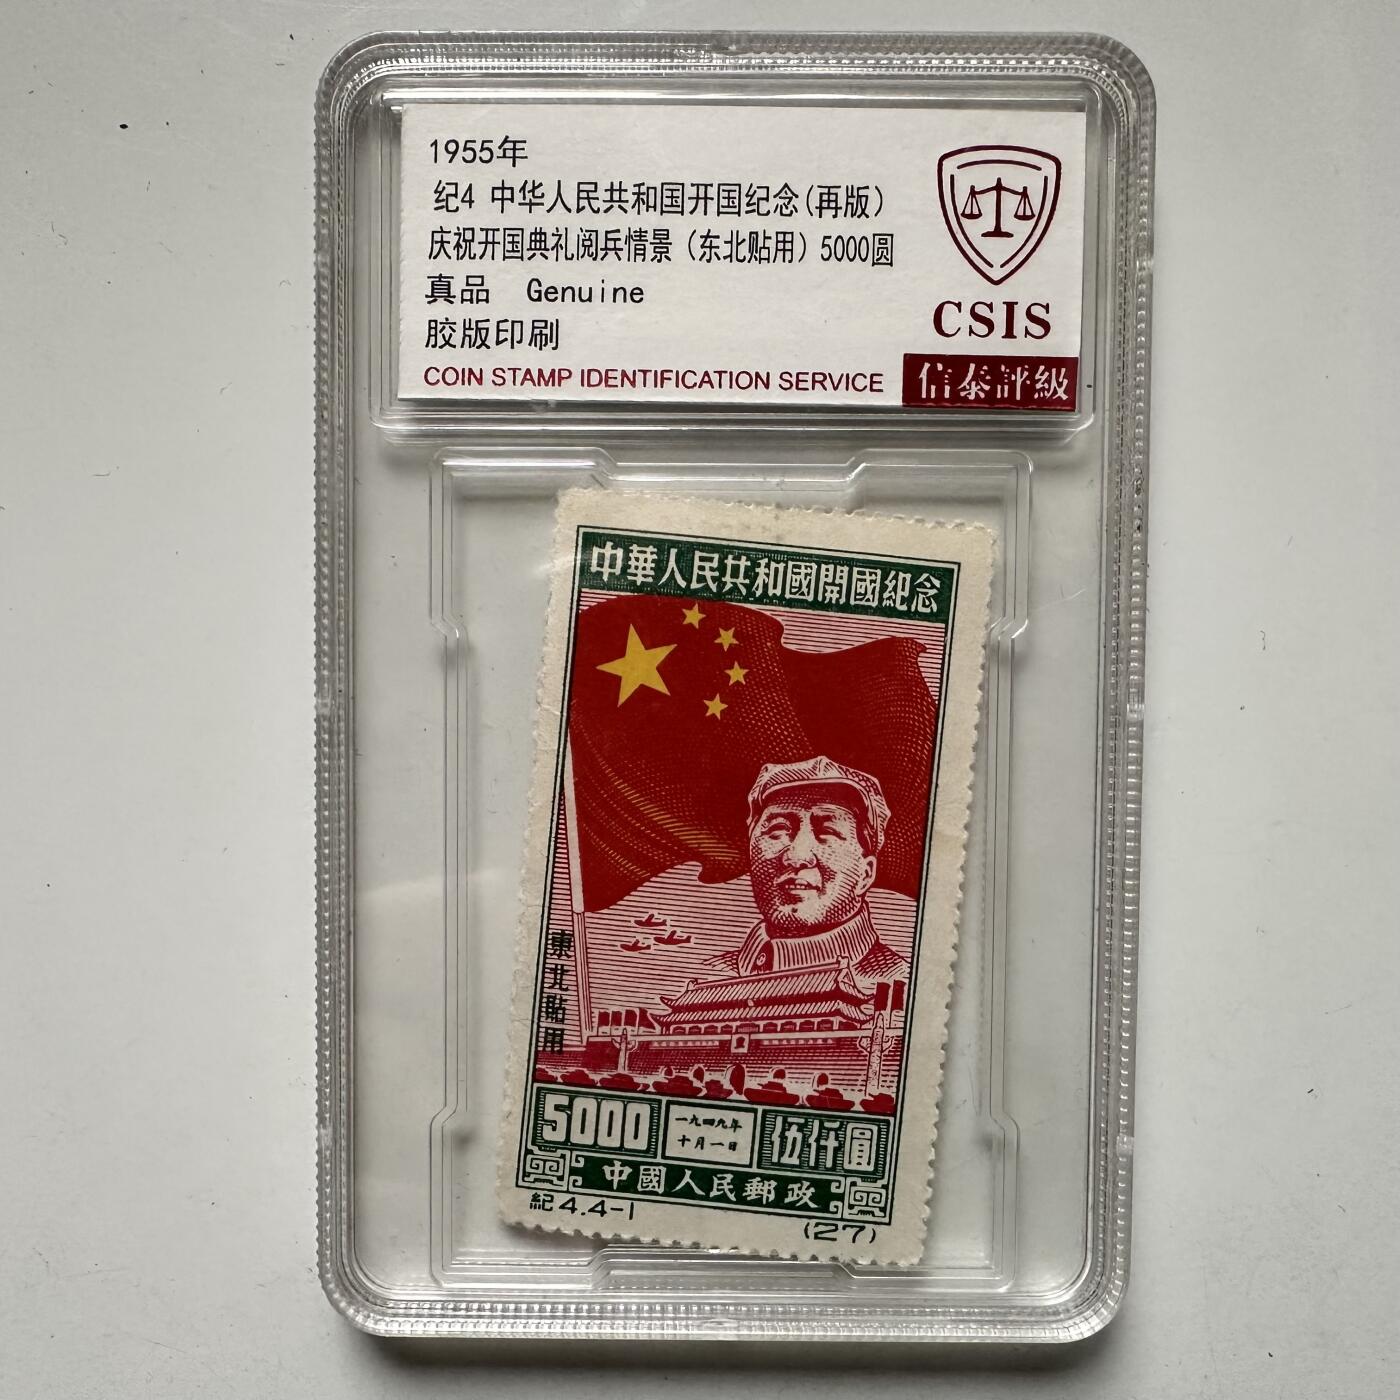 1955年
纪4 中华人民共和国开国纪念(再版)
庆祝开国典礼阅兵情景（东北贴用）5000圆
真品 Genuine
胶版印刷
COIN STAMP IDENTIFICATION SERVICE
CSIS
信泰評級
中華人民共和國開國紀念
東北貼用
5000
一九四九年
十月一日
伍仟圓
中國人民郵政
紀4.4-1
(27)